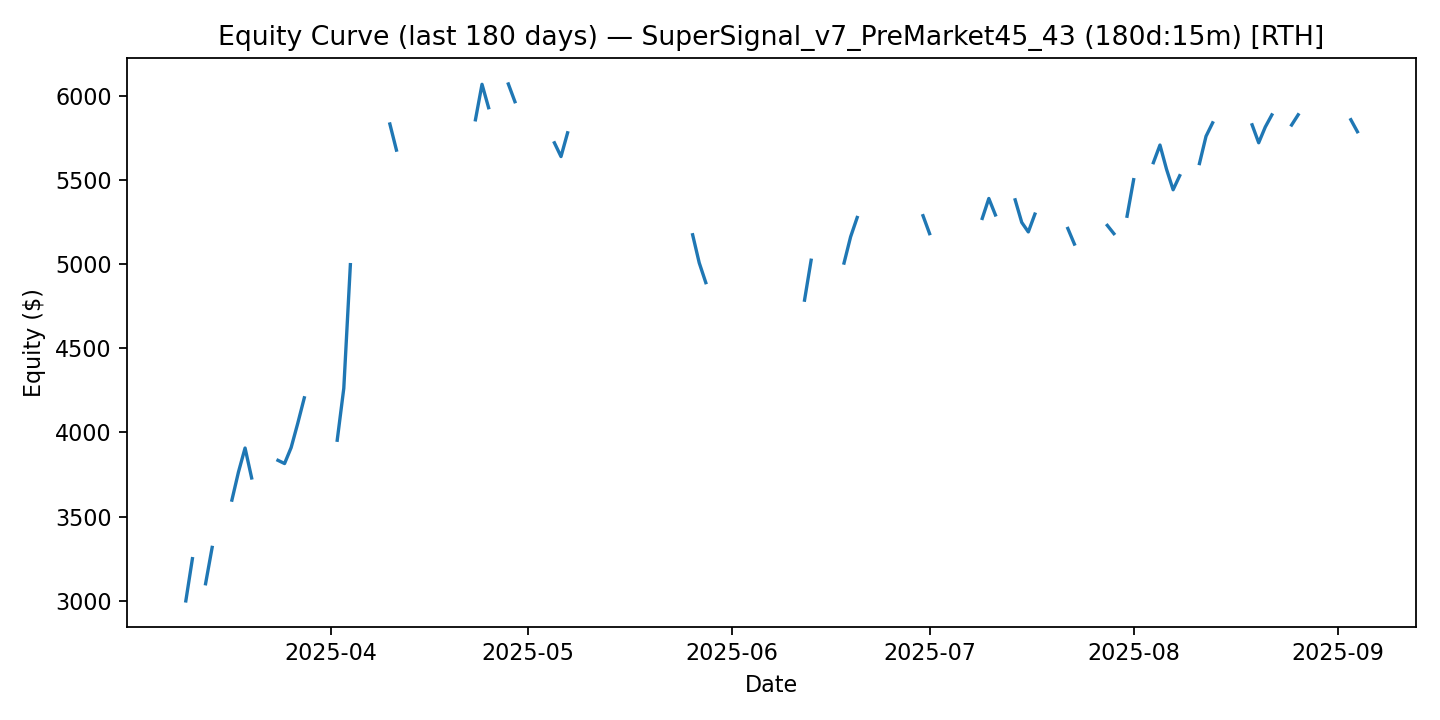 Equity Curve (last 180 days) — SuperSignal_v7_PreMarket45_43 (180d:15m) [RTH]
Equity ($)
6000
5500
5000
4500
4000
3500
3000
2025-04 2025-05 2025-06 2025-07 2025-08 2025-09
Date